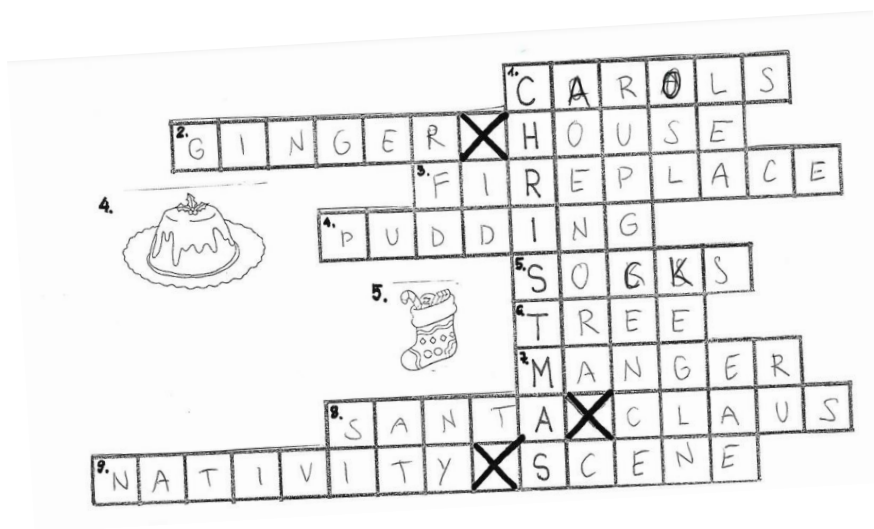 1. CAROLS
2. GINGER X HOUSE
3. FIREPLACE
4.
4. PUDDING
5. SOCKS
5.
6. TREE
7. MANGER
8. SANTA X CLAUS
9. NATIVITY X SCENE